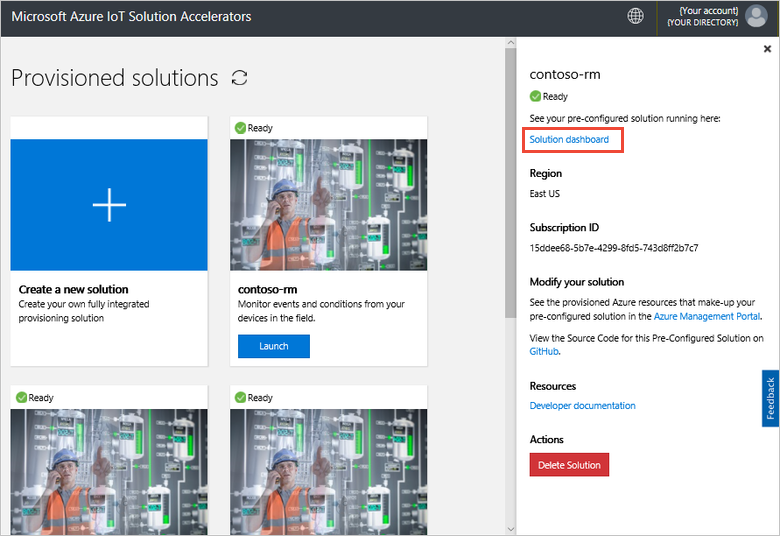 Microsoft Azure IoT Solution Accelerators
{Your account}
{YOUR DIRECTORY}
Provisioned solutions
Create a new solution
Create your own fully integrated
provisioning solution
Ready
contoso-rm
Monitor events and conditions from your
devices in the field.
Launch
Ready
Ready
contoso-rm
Ready
See your pre-configured solution running here:
Solution dashboard
Region
East US
Subscription ID
15ddee68-5b7e-4299-8fd5-743d8ff2b7c7
Modify your solution
See the provisioned Azure resources that make-up your
pre-configured solution in the Azure Management Portal.
View the Source Code for this Pre-Configured Solution on
GitHub.
Resources
Developer documentation
Actions
Delete Solution
Feedback